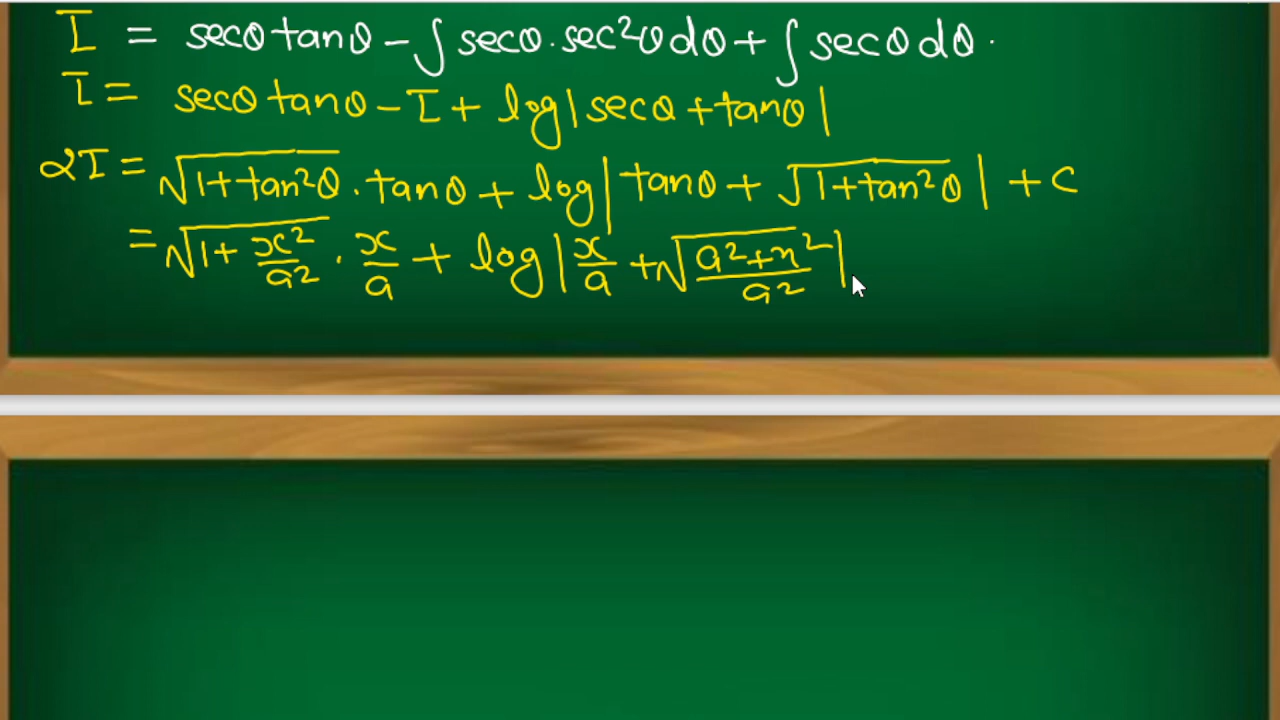 I = secθ tanθ - ∫ secθ.sec²θ dθ + ∫ secθ dθ.
I = secθ tanθ - I + log|secθ + tanθ|
2I = √(1+tan²θ) . tanθ + log|tanθ + √(1+tan²θ)| + c
= √(1+x²/a²) . x/a + log|x/a + √((a²+x²)/a²)|